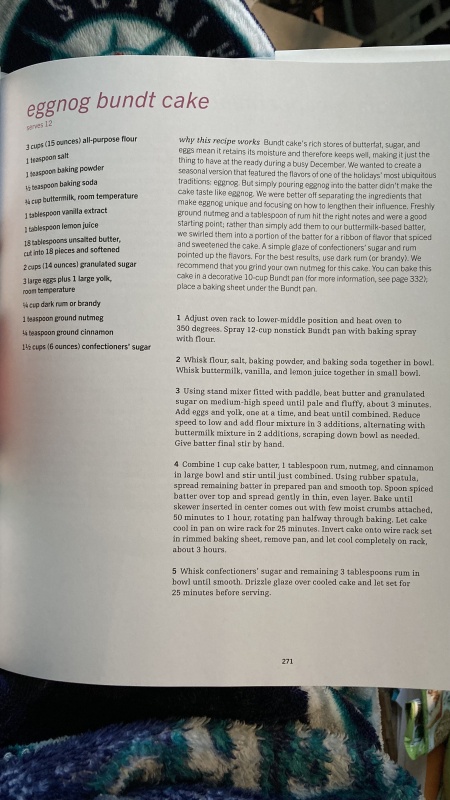 eggnog bundt cake
serves 12
3 cups (15 ounces) all-purpose flour
1 teaspoon salt
1 teaspoon baking powder
½ teaspoon baking soda
¾ cup buttermilk, room temperature
1 tablespoon vanilla extract
1 tablespoon lemon juice
18 tablespoons unsalted butter,
cut into 18 pieces and softened
2 cups (14 ounces) granulated sugar
3 large eggs plus 1 large yolk,
room temperature
¼ cup dark rum or brandy
1 teaspoon ground nutmeg
¼ teaspoon ground cinnamon
1½ cups (6 ounces) confectioners' sugar
why this recipe works Bundt cake's rich stores of butterfat, sugar, and
eggs mean it retains its moisture and therefore keeps well, making it just the
thing to have at the ready during a busy December. We wanted to create a
seasonal version that featured the flavors of one of the holidays' most ubiquitous
traditions: eggnog. But simply pouring eggnog into the batter didn't make the
cake taste like eggnog. We were better off separating the ingredients that
make eggnog unique and focusing on how to lengthen their influence. Freshly
ground nutmeg and a tablespoon of rum hit the right notes and were a good
starting point; rather than simply add them to our buttermilk-based batter,
we swirled them into a portion of the batter for a ribbon of flavor that spiced
and sweetened the cake. A simple glaze of confectioners' sugar and rum
pointed up the flavors. For the best results, use dark rum (or brandy). We
recommend that you grind your own nutmeg for this cake. You can bake this
cake in a decorative 10-cup Bundt pan (for more information, see page 332);
place a baking sheet under the Bundt pan.
1 Adjust oven rack to lower-middle position and heat oven to
350 degrees. Spray 12-cup nonstick Bundt pan with baking spray
with flour.
2 Whisk flour, salt, baking powder, and baking soda together in bowl.
Whisk buttermilk, vanilla, and lemon juice together in small bowl.
3 Using stand mixer fitted with paddle, beat butter and granulated
sugar on medium-high speed until pale and fluffy, about 3 minutes.
Add eggs and yolk, one at a time, and beat until combined. Reduce
speed to low and add flour mixture in 3 additions, alternating with
buttermilk mixture in 2 additions, scraping down bowl as needed.
Give batter final stir by hand.
4 Combine 1 cup cake batter, 1 tablespoon rum, nutmeg, and cinnamon
in large bowl and stir until just combined. Using rubber spatula,
spread remaining batter in prepared pan and smooth top. Spoon spiced
batter over top and spread gently in thin, even layer. Bake until
skewer inserted in center comes out with few moist crumbs attached,
50 minutes to 1 hour, rotating pan halfway through baking. Let cake
cool in pan on wire rack for 25 minutes. Invert cake onto wire rack set
in rimmed baking sheet, remove pan, and let cool completely on rack,
about 3 hours.
5 Whisk confectioners' sugar and remaining 3 tablespoons rum in
bowl until smooth. Drizzle glaze over cooled cake and let set for
25 minutes before serving.
271